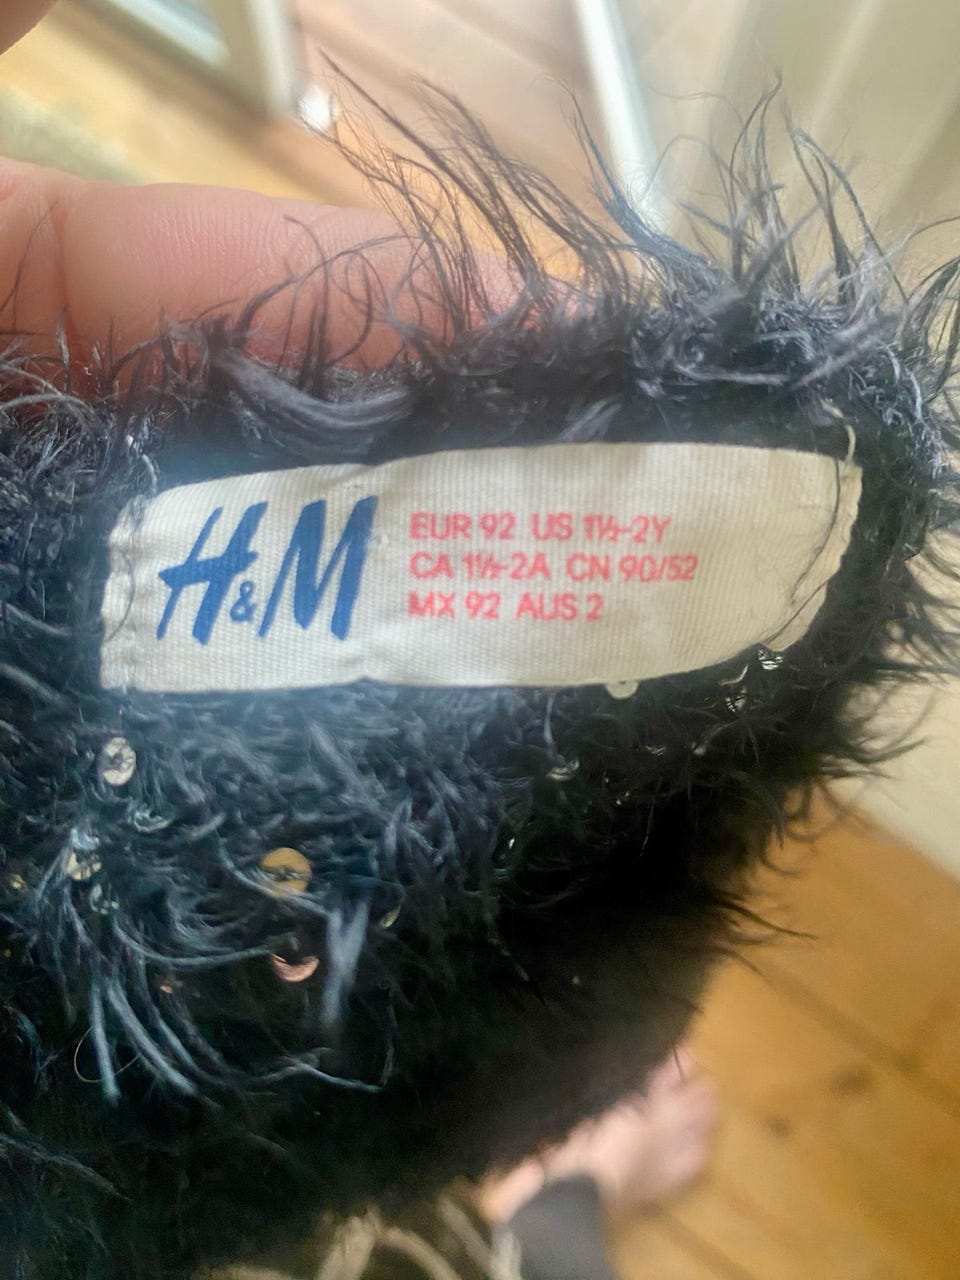 H&M
EUR 92 US 1½-2Y
CA 1½-2A CN 90/52
MX 92 AUS 2